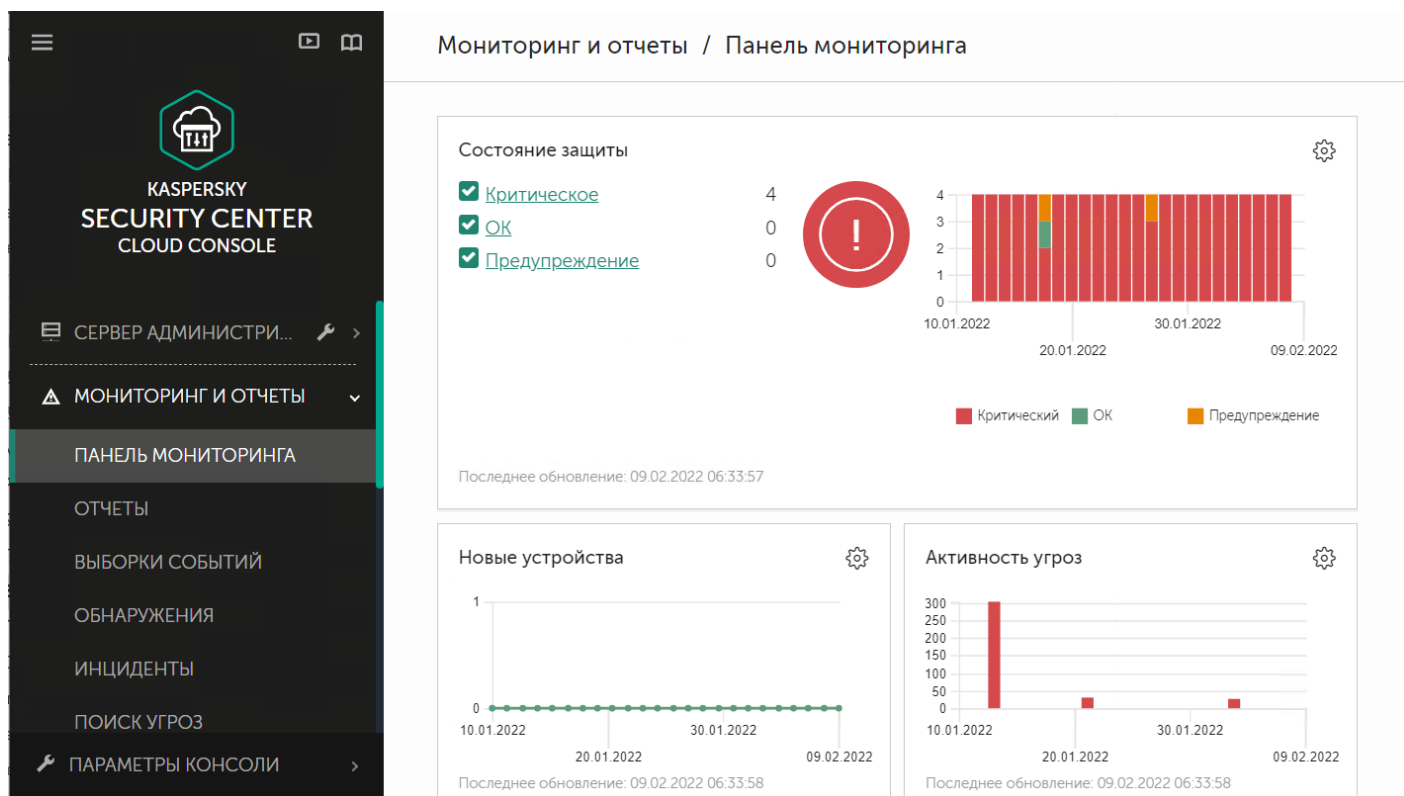 Мониторинг и отчеты / Панель мониторинга
KASPERSKY
SECURITY CENTER
CLOUD CONSOLE
СЕРВЕР АДМИНИСТРИ...
МОНИТОРИНГ И ОТЧЕТЫ
ПАНЕЛЬ МОНИТОРИНГА
ОТЧЕТЫ
ВЫБОРКИ СОБЫТИЙ
ОБНАРУЖЕНИЯ
ИНЦИДЕНТЫ
ПОИСК УГРОЗ
ПАРАМЕТРЫ КОНСОЛИ
Состояние защиты
Критическое 4
ОК 0
Предупреждение 0
4
3
2
1
0
10.01.2022 30.01.2022
20.01.2022 09.02.2022
Критический ОК Предупреждение
Последнее обновление: 09.02.2022 06:33:57
Новые устройства
1
0
10.01.2022 30.01.2022
20.01.2022 09.02.2022
Последнее обновление: 09.02.2022 06:33:58
Активность угроз
300
250
200
150
100
50
0
10.01.2022 30.01.2022
20.01.2022 09.02.2022
Последнее обновление: 09.02.2022 06:33:58